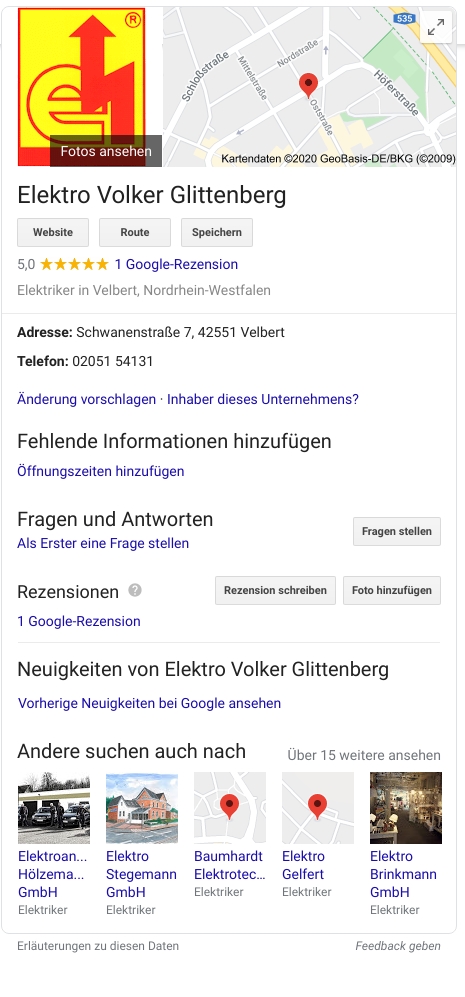 ®
eh
Fotos ansehen
535
Schloßstraße
Mittelstraße
Nordstraße
Oststraße
Höferstraße
Kartendaten ©2020 GeoBasis-DE/BKG (©2009)
Elektro Volker Glittenberg
Website Route Speichern
5,0 ★★★★★ 1 Google-Rezension
Elektriker in Velbert, Nordrhein-Westfalen
Adresse: Schwanenstraße 7, 42551 Velbert
Telefon: 02051 54131
Änderung vorschlagen · Inhaber dieses Unternehmens?
Fehlende Informationen hinzufügen
Öffnungszeiten hinzufügen
Fragen und Antworten
Fragen stellen
Als Erster eine Frage stellen
Rezensionen ? Rezension schreiben Foto hinzufügen
1 Google-Rezension
Neuigkeiten von Elektro Volker Glittenberg
Vorherige Neuigkeiten bei Google ansehen
Andere suchen auch nach Über 15 weitere ansehen
Elektroan...
Hölzema...
GmbH
Elektriker
Elektro
Stegemann
GmbH
Elektriker
Baumhardt
Elektrotec...
Elektriker
Elektro
Gelfert
Elektriker
Elektro
Brinkmann
GmbH
Elektriker
Erläuterungen zu diesen Daten Feedback geben